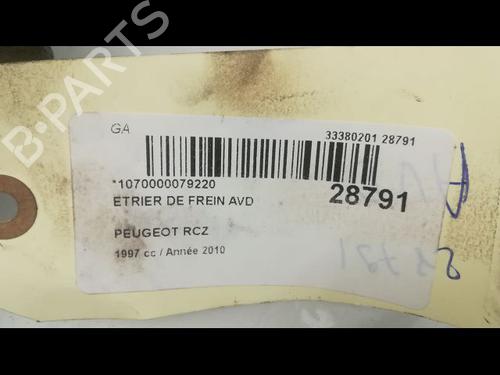 B-PARTS
GA
33380201 28791
*1070000079220
ETRIER DE FREIN AVD
28791
PEUGEOT RCZ
1997 cc / Année 2010